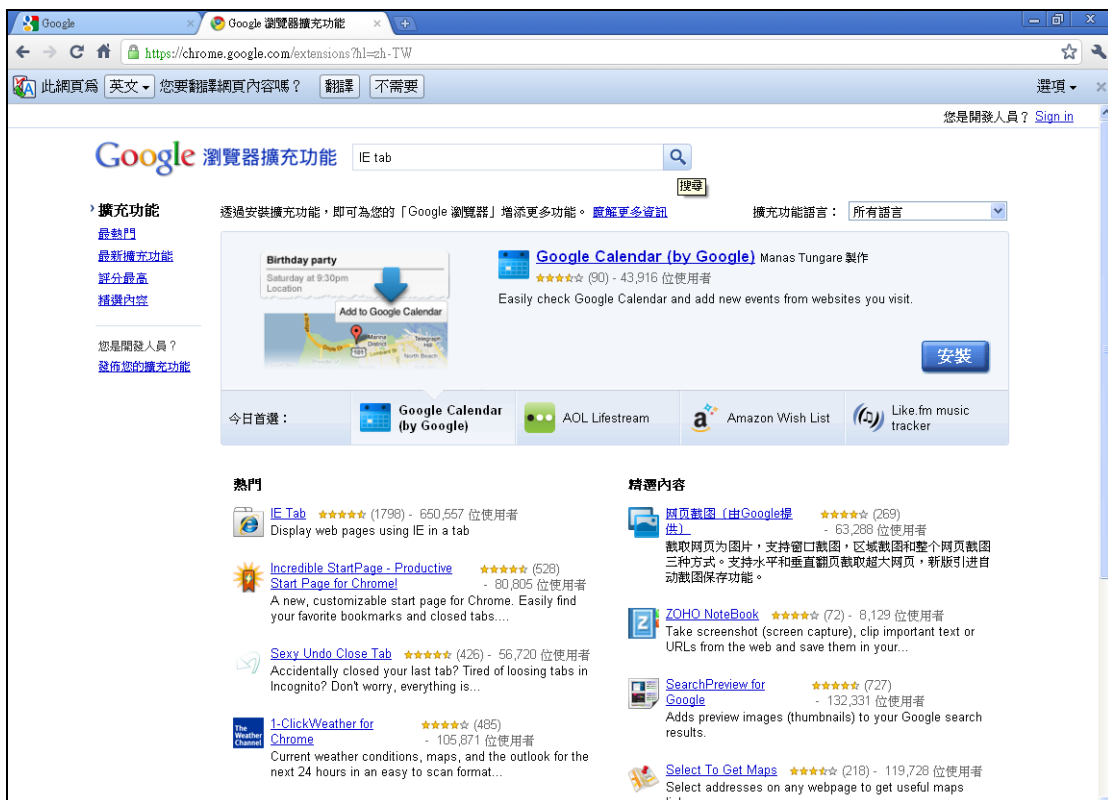 Google
Google 瀏覽器擴充功能
https://chrome.google.com/extensions?hl=zh-TW
此網頁為 英文 您要翻譯網頁內容嗎？ 翻譯 不需要 選項
您是開發人員？ Sign in
Google 瀏覽器擴充功能 IE tab
搜尋
擴充功能
透過安裝擴充功能，即可為您的「Google 瀏覽器」增添更多功能。 瞭解更多資訊 擴充功能語言： 所有語言
最熱門
最新擴充功能
評分最高
精選內容
您是開發人員？
發佈您的擴充功能
Birthday party
Saturday at 9:30pm
Location
Add to Google Calendar
Marina
District
Telegraph
Hill
101
Lombard St
North Beach
Google Calendar (by Google) Manas Tungare 製作
(90) - 43,916 位使用者
Easily check Google Calendar and add new events from websites you visit.
安裝
今日首選：
Google Calendar
(by Google)
AOL Lifestream
Amazon Wish List
Like.fm music
tracker
熱門
IE Tab (1798) - 650,557 位使用者
Display web pages using IE in a tab
Incredible StartPage - Productive (528)
Start Page for Chrome! - 80,805 位使用者
A new, customizable start page for Chrome. Easily find
your favorite bookmarks and closed tabs....
Sexy Undo Close Tab (426) - 56,720 位使用者
Accidentally closed your last tab? Tired of loosing tabs in
Incognito? Don't worry, everything is...
The
Weather
Channel
1-ClickWeather for (485)
Chrome - 105,871 位使用者
Current weather conditions, maps, and the outlook for the
next 24 hours in an easy to scan format...
精選內容
网页截图（由Google提 (269)
供） - 63,288 位使用者
截取网页为图片，支持窗口截图，区域截图和整个网页截图
三种方式。支持水平和垂直翻页截取超大网页，新版引进自
动截图保存功能。
ZOHO NoteBook (72) - 8,129 位使用者
Take screenshot (screen capture), clip important text or
URLs from the web and save them in your...
SearchPreview for (727)
Google - 132,331 位使用者
Adds preview images (thumbnails) to your Google search
results.
Select To Get Maps (218) - 119,728 位使用者
Select addresses on any webpage to get useful maps